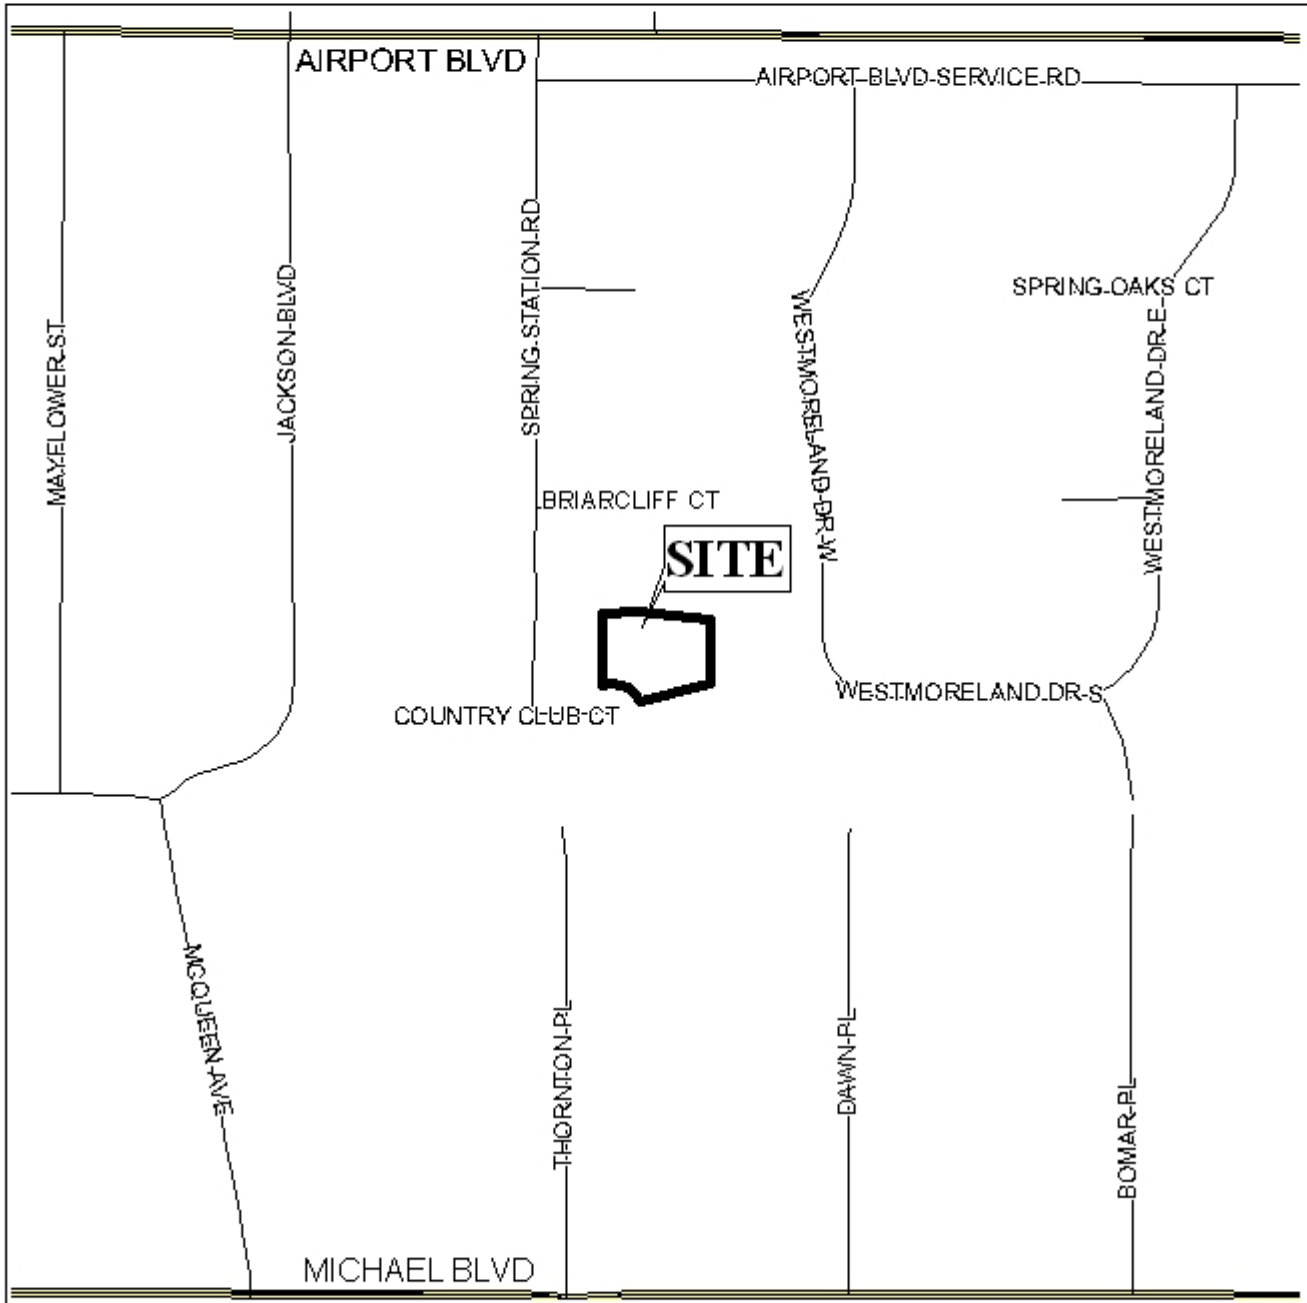 AIRPORT BLVD
AIRPORT BLVD SERVICE RD
SPRING STATION RD
JACKSON BLVD
MAYFLOWER ST
SPRING OAKS CT
WESTMORELAND DR W
WESTMORELAND DR E
BRIARCLIFF CT
SITE
WESTMORELAND DR S
COUNTRY CLUB CT
MCQUEEN AVE
THORNTON PL
DAWN PL
BOMAR PL
MICHAEL BLVD